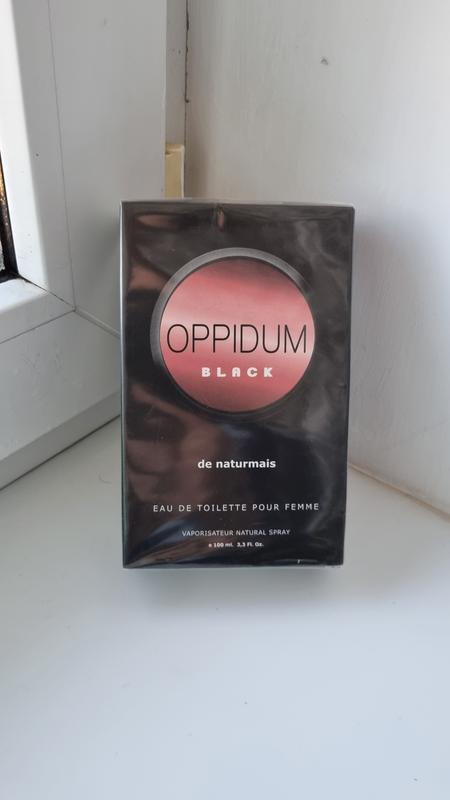 OPPIDUM
BLACK
de naturmais
EAU DE TOILETTE POUR FEMME
VAPORISATEUR NATURAL SPRAY
e 100 ml. 3,3 Fl. Oz.